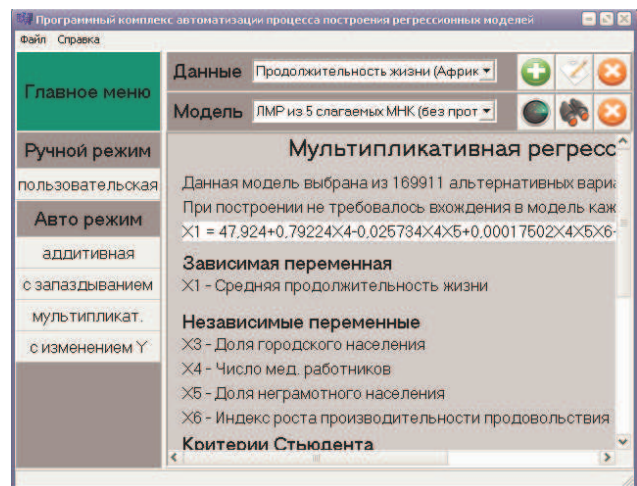 Программный комплекс автоматизации процесса построения регрессионных моделей
Файл Справка
Главное меню
Данные Продолжительность жизни (Африк
Модель ЛМР из 5 слагаемых МНК (без прот
Ручной режим
пользовательская
Авто режим
аддитивная
с запаздыванием
мультипликат.
с изменением Y
Мультипликативная регресс
Данная модель выбрана из 169911 альтернативных вариа
При построении не требовалось вхождения в модель каж
X1 = 47,924+0,79224X4-0,025734X4X5+0,00017502X4X5X6-
Зависимая переменная
X1 - Средняя продолжительность жизни
Независимые переменные
X3 - Доля городского населения
X4 - Число мед. работников
X5 - Доля неграмотного населения
X6 - Индекс роста производительности продовольствия
Критерии Стьюдента